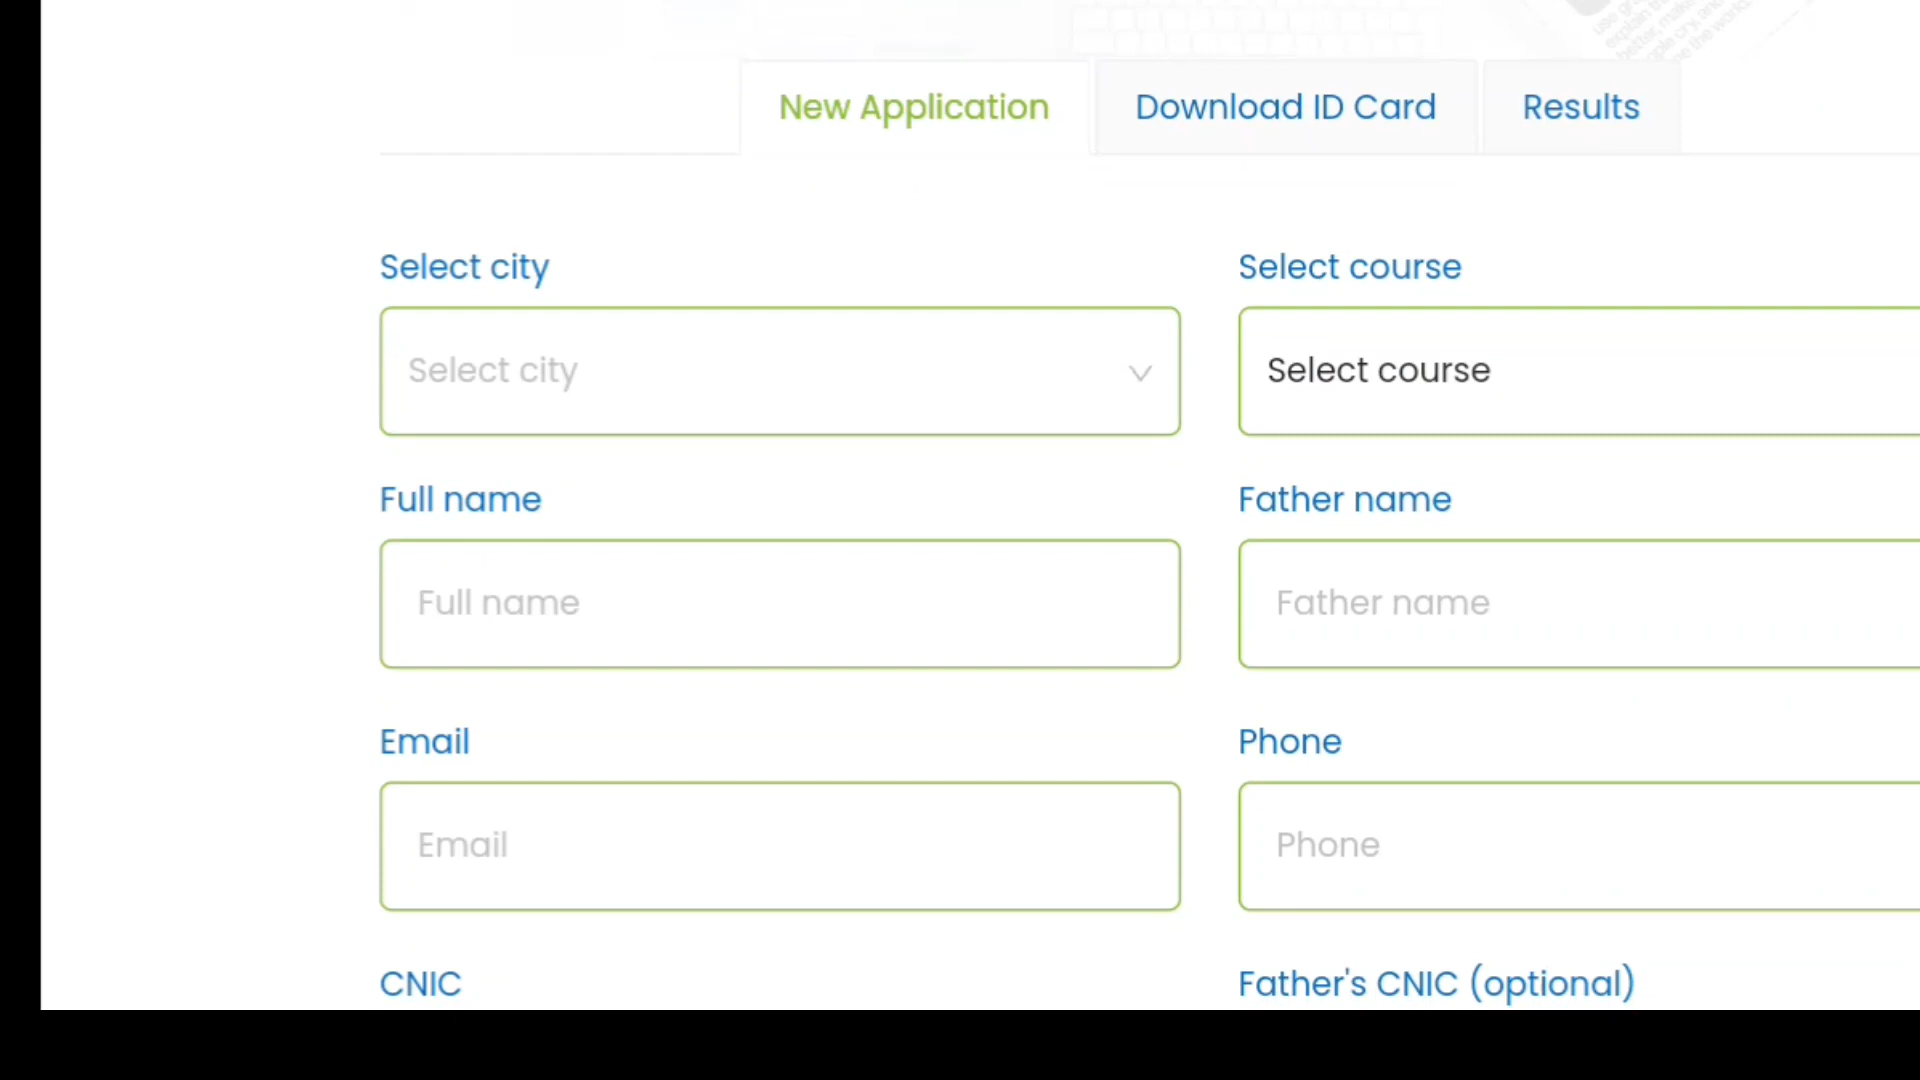 New Application Download ID Card Results
Select city Select course
Select city Select course
Full name Father name
Full name Father name
Email Phone
Email Phone
CNIC Father's CNIC (optional)